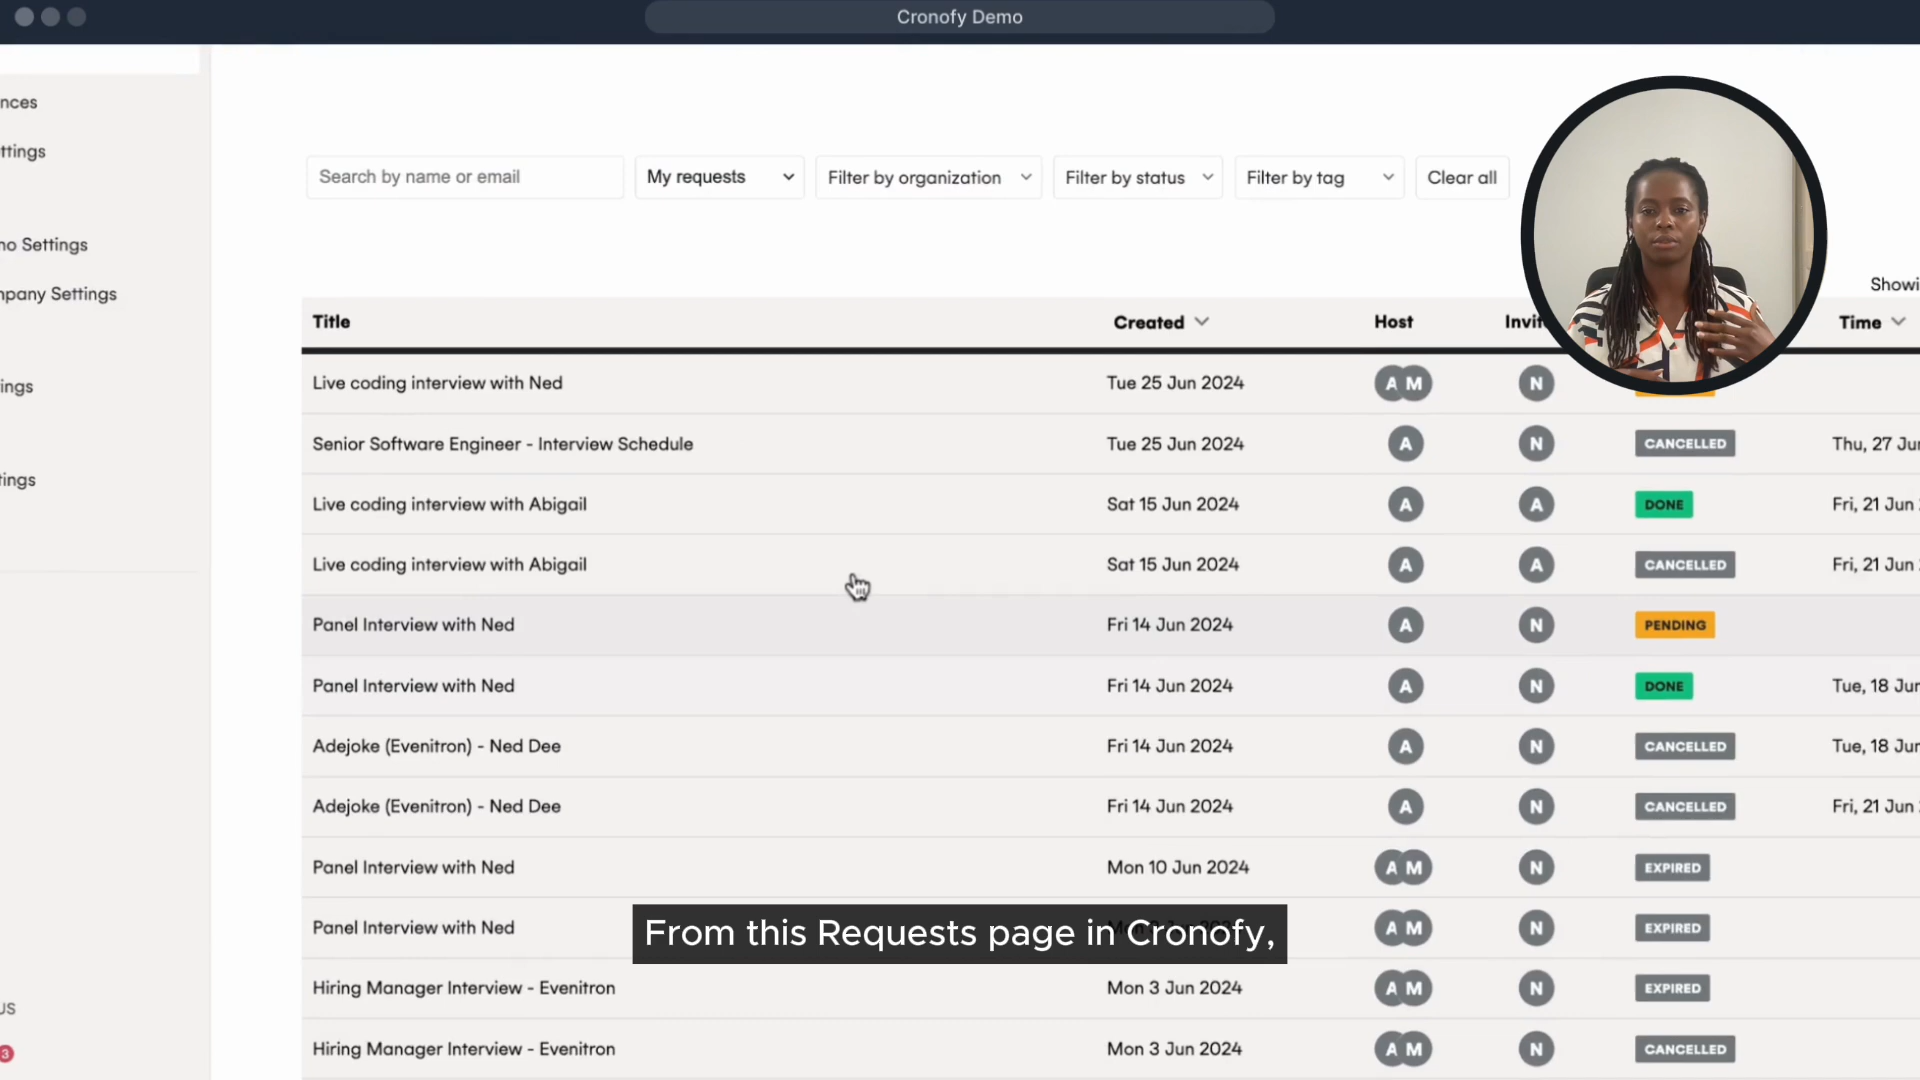 Cronofy Demo
nces
ttings
no Settings
npany Settings
ings
tings
US
3
Search by name or email
My requests
Filter by organization
Filter by status
Filter by tag
Clear all
Showi
Title Created Host Invit Time
Live coding interview with Ned Tue 25 Jun 2024 A M N
Senior Software Engineer - Interview Schedule Tue 25 Jun 2024 A N CANCELLED Thu, 27 Jun
Live coding interview with Abigail Sat 15 Jun 2024 A A DONE Fri, 21 Jun
Live coding interview with Abigail Sat 15 Jun 2024 A A CANCELLED Fri, 21 Jun
Panel Interview with Ned Fri 14 Jun 2024 A N PENDING
Panel Interview with Ned Fri 14 Jun 2024 A N DONE Tue, 18 Jun
Adejoke (Evenitron) - Ned Dee Fri 14 Jun 2024 A N CANCELLED Tue, 18 Jun
Adejoke (Evenitron) - Ned Dee Fri 14 Jun 2024 A N CANCELLED Fri, 21 Jun
Panel Interview with Ned Mon 10 Jun 2024 A M N EXPIRED
Panel Interview with Ned A M N EXPIRED
From this Requests page in Cronofy,
Hiring Manager Interview - Evenitron Mon 3 Jun 2024 A M N EXPIRED
Hiring Manager Interview - Evenitron Mon 3 Jun 2024 A M N CANCELLED